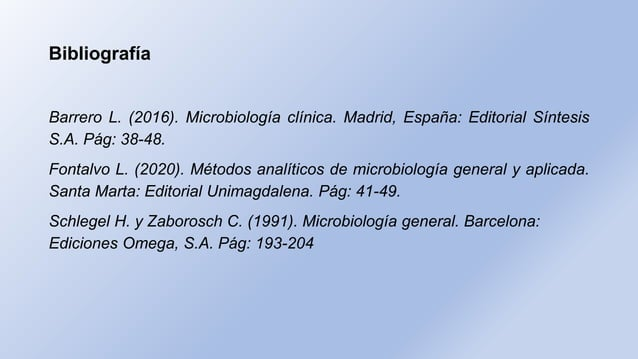 Bibliografía
Barrero L. (2016). Microbiología clínica. Madrid, España: Editorial Síntesis
S.A. Pág: 38-48.
Fontalvo L. (2020). Métodos analíticos de microbiología general y aplicada.
Santa Marta: Editorial Unimagdalena. Pág: 41-49.
Schlegel H. y Zaborosch C. (1991). Microbiología general. Barcelona:
Ediciones Omega, S.A. Pág: 193-204